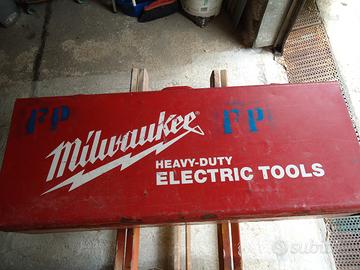 FP
FP
Milwaukee
HEAVY-DUTY
ELECTRIC TOOLS
subito